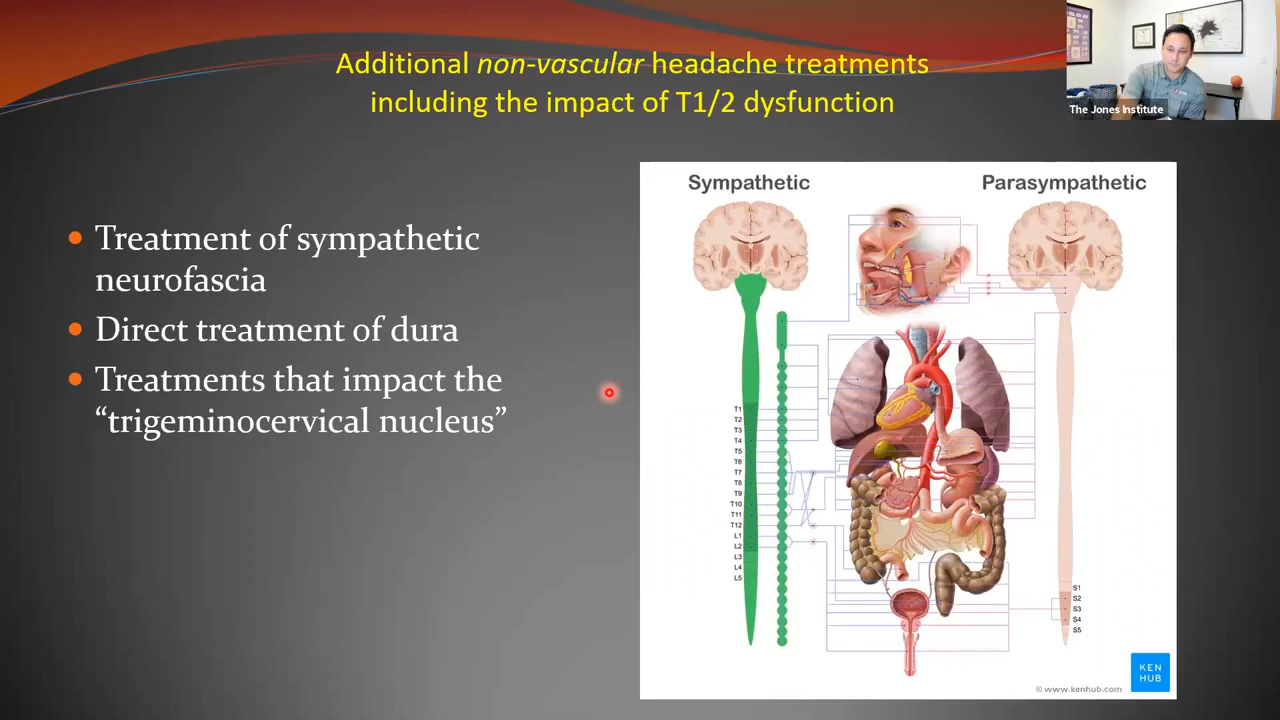 Additional non-vascular headache treatments
including the impact of T1/2 dysfunction
The Jones Institute
Treatment of sympathetic
neurofascia
Direct treatment of dura
Treatments that impact the
“trigeminocervical nucleus”
Sympathetic
Parasympathetic
T1
T2
T3
T4
T5
T6
T7
T8
T9
T10
T11
T12
L1
L2
L3
L4
L5
S1
S2
S3
S4
S5
KEN
HUB
© www.kenhub.com